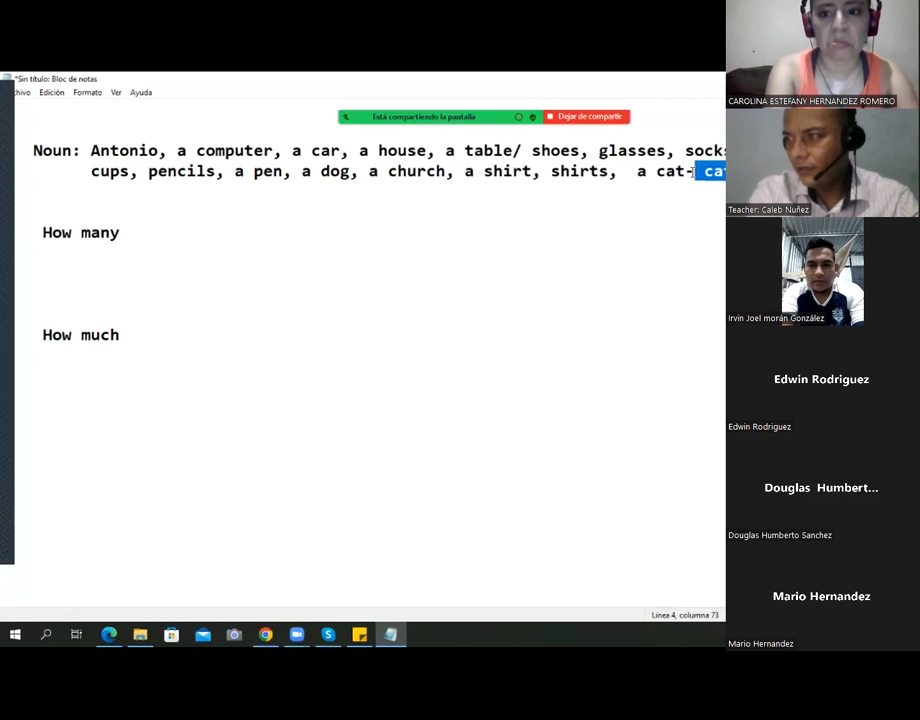 *Sin título: Bloc de notas
chivo Edición Formato Ver Ayuda
Está compartiendo la pantalla Dejar de compartir
Noun: Antonio, a computer, a car, a house, a table/ shoes, glasses, socks
cups, pencils, a pen, a dog, a church, a shirt, shirts, a cat- cat
How many
How much
Línea 4, columna 73
CAROLINA ESTEFANY HERNANDEZ ROMERO
Teacher: Caleb Nuñez
Irvin Joel morán González
Edwin Rodriguez
Edwin Rodriguez
Douglas Humbert...
Douglas Humberto Sanchez
Mario Hernandez
Mario Hernandez